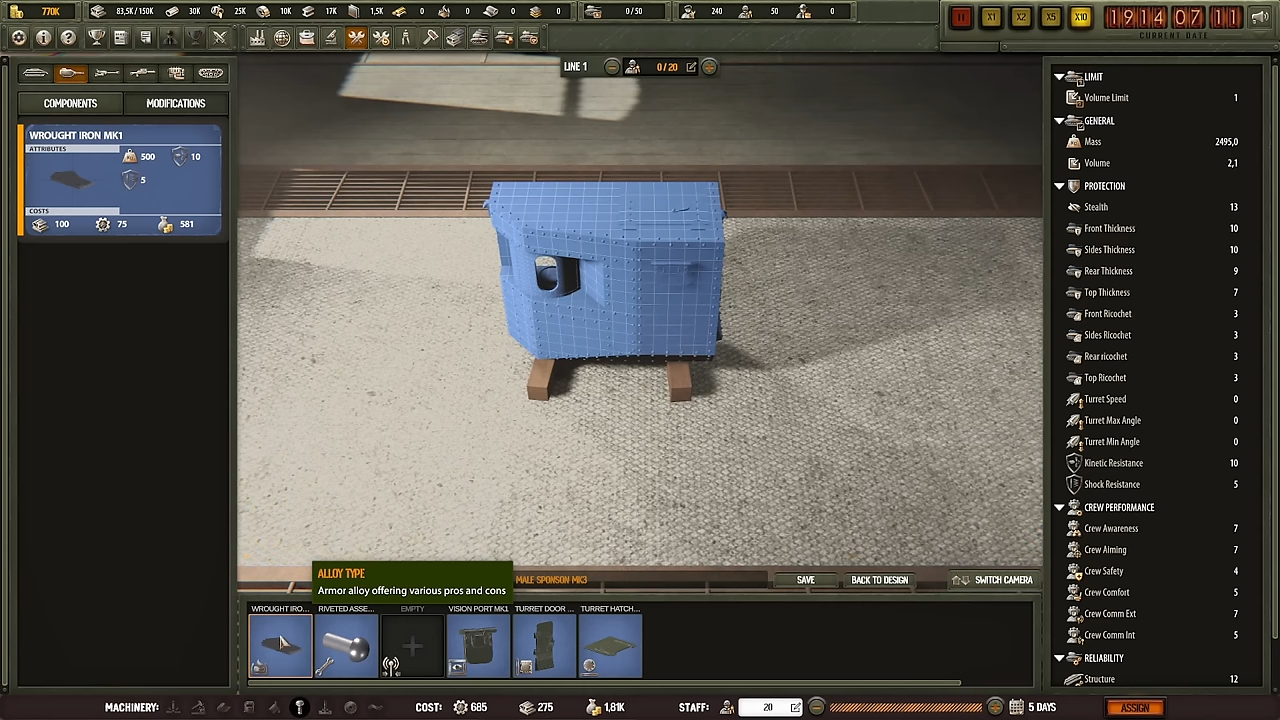 770K 83,5K/150K 30K 25K 10K 17K 1,5K 0 0 0 0 0/50 240 50 0
X1 X2 X5 X10 1914 07 11
CURRENT DATE
LINE 1 0/20
COMPONENTS MODIFICATIONS
WROUGHT IRON MK1
ATTRIBUTES
500 10
5
COSTS
100 75 581
LIMIT
Volume Limit 1
GENERAL
Mass 2495,0
Volume 2,1
PROTECTION
Stealth 13
Front Thickness 10
Sides Thickness 10
Rear Thickness 9
Top Thickness 7
Front Ricochet 3
Sides Ricochet 3
Rear ricochet 3
Top Ricochet 3
Turret Speed 0
Turret Max Angle 0
Turret Min Angle 0
Kinetic Resistance 10
Shock Resistance 5
CREW PERFORMANCE
Crew Awareness 7
Crew Aiming 7
Crew Safety 4
Crew Comfort 5
Crew Comm Ext 7
Crew Comm Int 5
RELIABILITY
Structure 12
ALLOY TYPE
Armor alloy offering various pros and cons
MALE SPONSON MK3 SAVE BACK TO DESIGN SWITCH CAMERA
WROUGHT IRO... RIVETED ASSE... EMPTY VISION PORT MK1 TURRET DOOR ... TURRET HATCH...
MACHINERY: COST: 685 275 1,81K STAFF: 20 5 DAYS ASSIGN